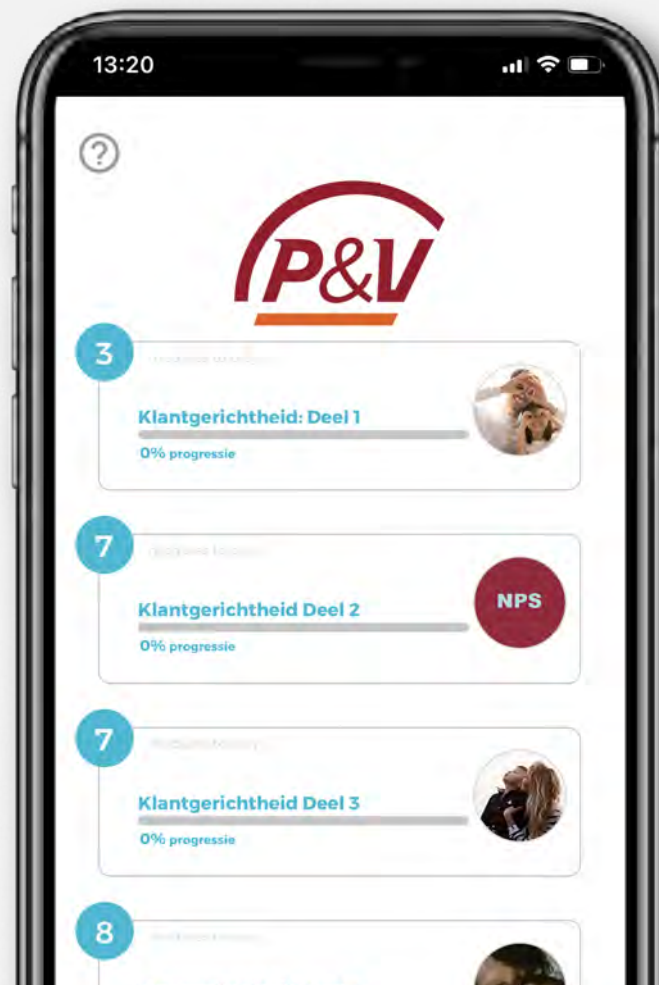 13:20
P&V
3
Klantgerichtheid: Deel 1
0% progressie
7
Klantgerichtheid Deel 2
NPS
0% progressie
7
Klantgerichtheid Deel 3
0% progressie
8